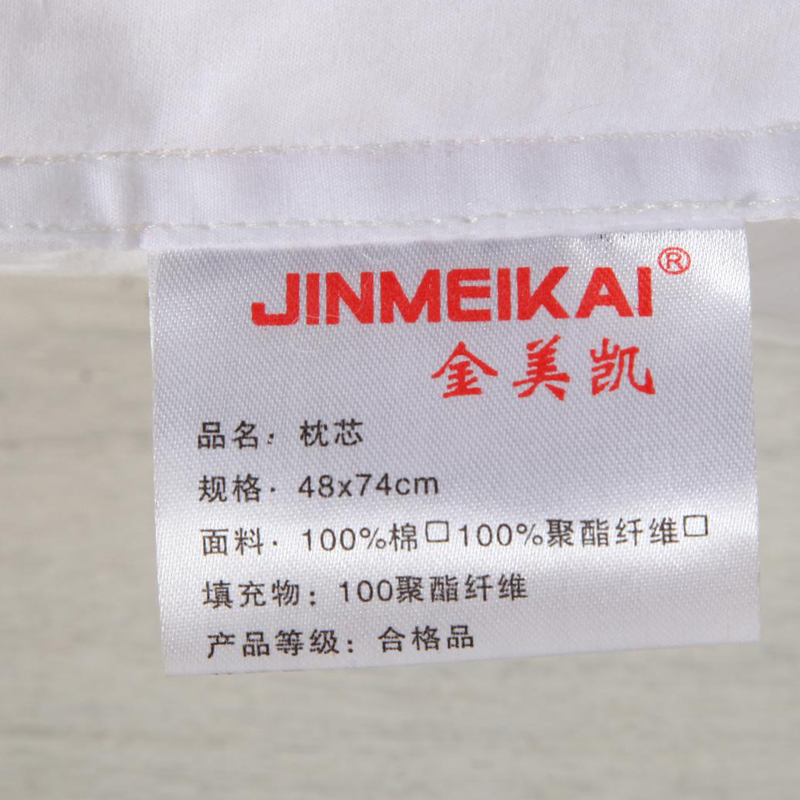 JINMEIKAI®
金美凯
品名：枕芯
规格：48x74cm
面料：100%棉□100%聚酯纤维□
填充物：100聚酯纤维
产品等级：合格品